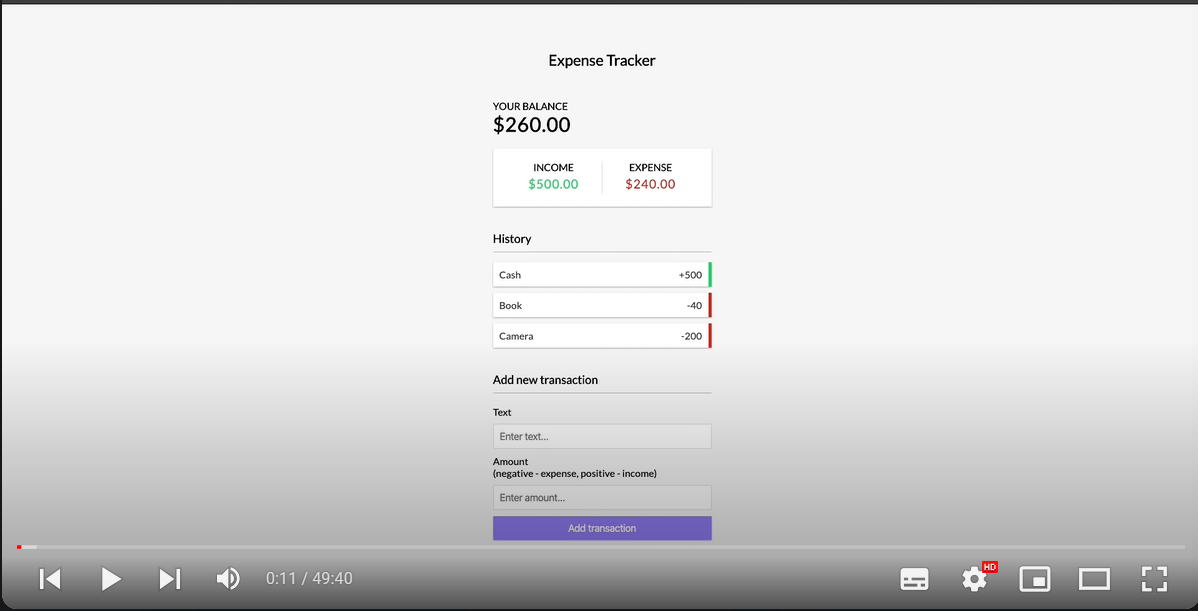 Expense Tracker
YOUR BALANCE
$260.00
INCOME
EXPENSE
$500.00
$240.00
History
Cash +500
Book -40
Camera -200
Add new transaction
Text
Enter text...
Amount
(negative - expense, positive - income)
Enter amount...
Add transaction
0:11 / 49:40
HD